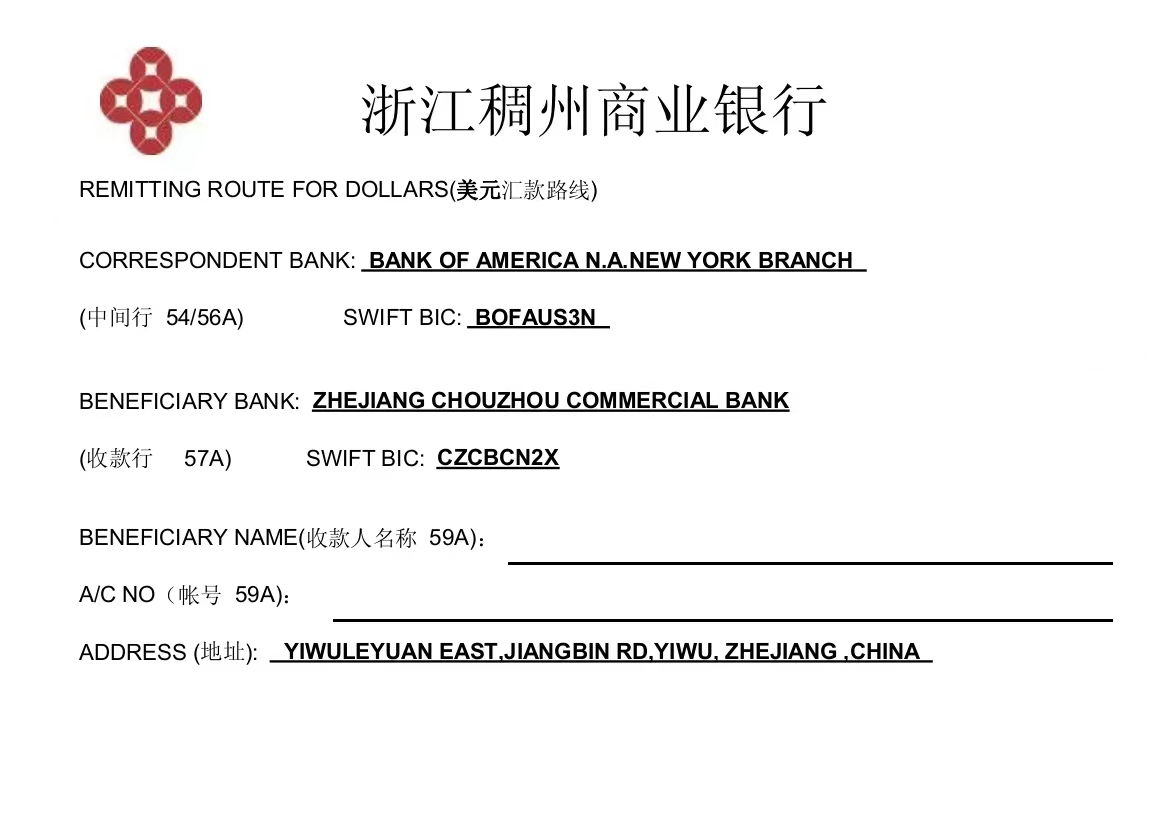 浙江稠州商业银行
REMITTING ROUTE FOR DOLLARS(美元汇款路线)
CORRESPONDENT BANK: BANK OF AMERICA N.A.NEW YORK BRANCH
(中间行 54/56A) SWIFT BIC: BOFAUS3N
BENEFICIARY BANK: ZHEJIANG CHOUZHOU COMMERCIAL BANK
(收款行 57A) SWIFT BIC: CZCBCN2X
BENEFICIARY NAME(收款人名称 59A):
A/C NO（帐号 59A):
ADDRESS (地址): YIWULEYUAN EAST,JIANGBIN RD,YIWU, ZHEJIANG ,CHINA